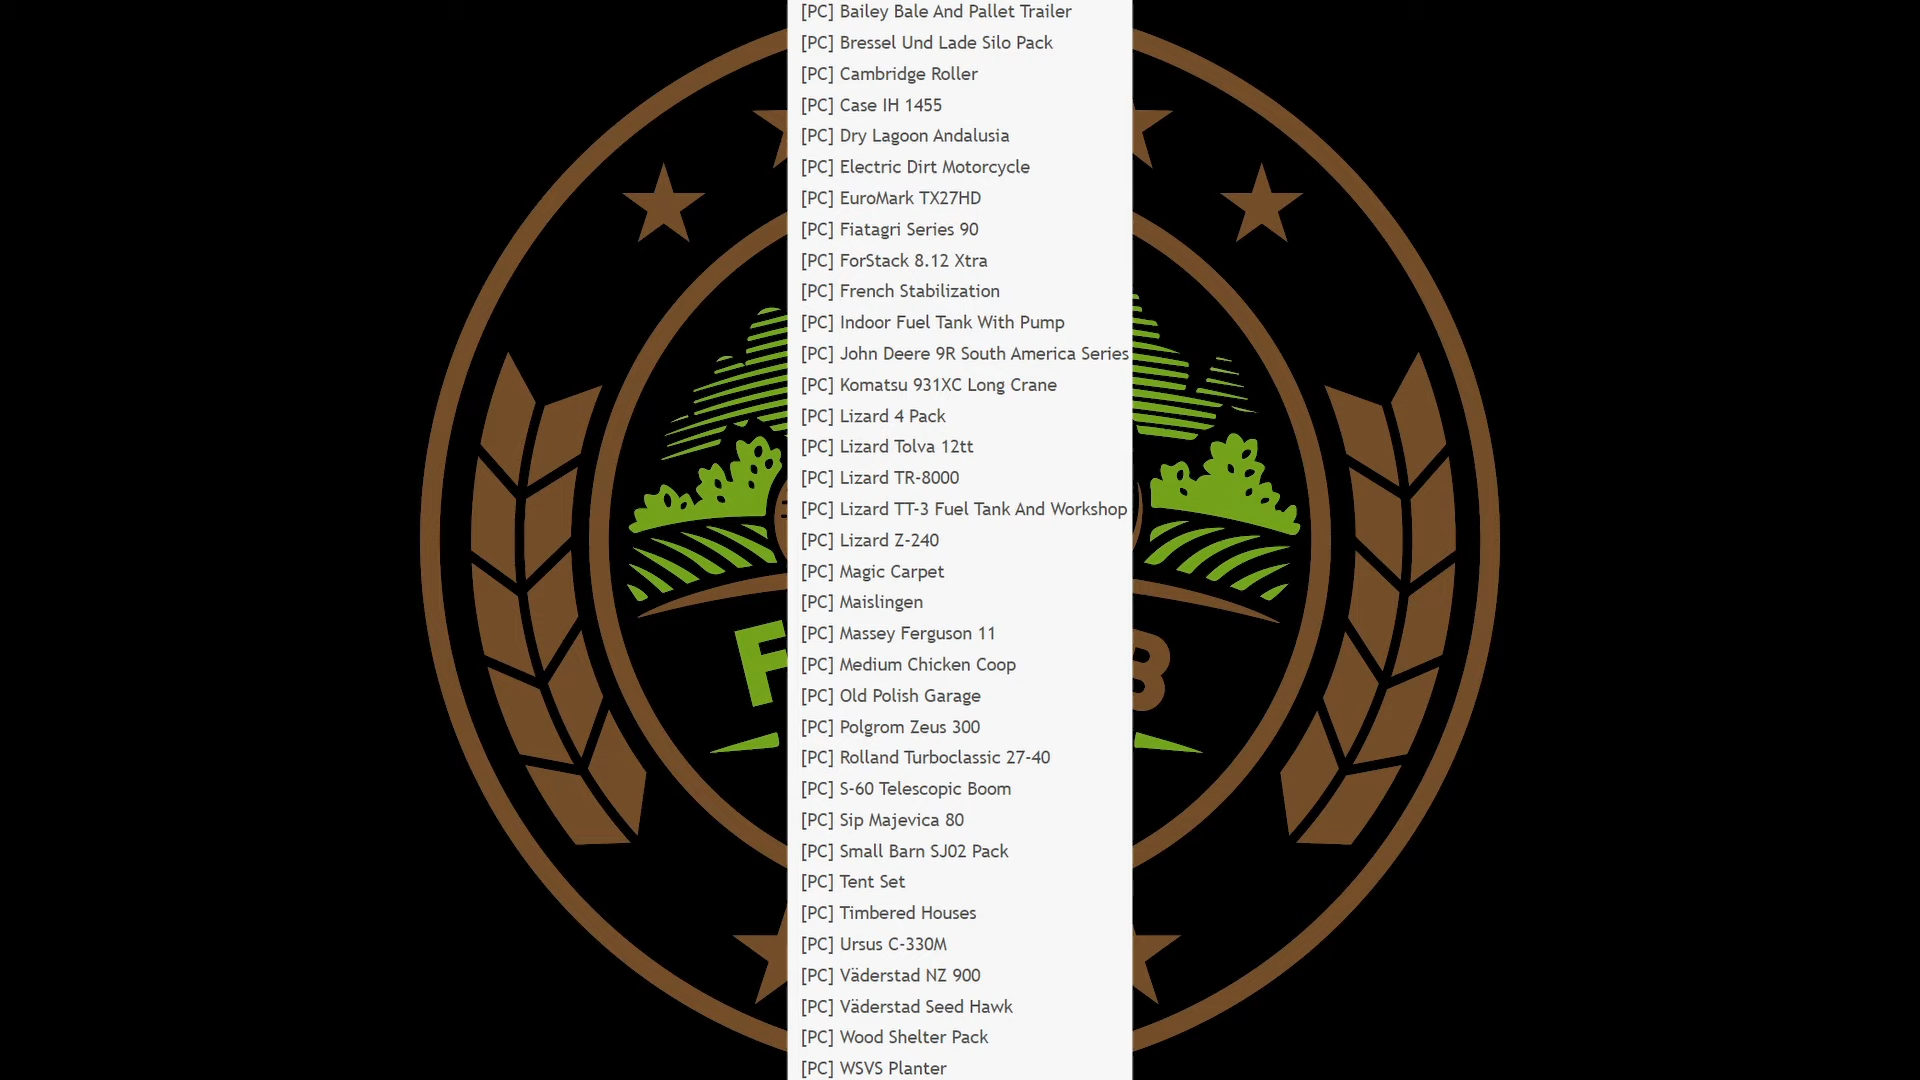 [PC] Bailey Bale And Pallet Trailer
[PC] Bressel Und Lade Silo Pack
[PC] Cambridge Roller
[PC] Case IH 1455
[PC] Dry Lagoon Andalusia
[PC] Electric Dirt Motorcycle
[PC] EuroMark TX27HD
[PC] Fiatagri Series 90
[PC] ForStack 8.12 Xtra
[PC] French Stabilization
[PC] Indoor Fuel Tank With Pump
[PC] John Deere 9R South America Series
[PC] Komatsu 931XC Long Crane
[PC] Lizard 4 Pack
[PC] Lizard Tolva 12tt
[PC] Lizard TR-8000
[PC] Lizard TT-3 Fuel Tank And Workshop
[PC] Lizard Z-240
[PC] Magic Carpet
[PC] Maislingen
[PC] Massey Ferguson 11
[PC] Medium Chicken Coop
[PC] Old Polish Garage
[PC] Polgrom Zeus 300
[PC] Rolland Turboclassic 27-40
[PC] S-60 Telescopic Boom
[PC] Sip Majevica 80
[PC] Small Barn SJ02 Pack
[PC] Tent Set
[PC] Timbered Houses
[PC] Ursus C-330M
[PC] Väderstad NZ 900
[PC] Väderstad Seed Hawk
[PC] Wood Shelter Pack
[PC] WSVS Planter